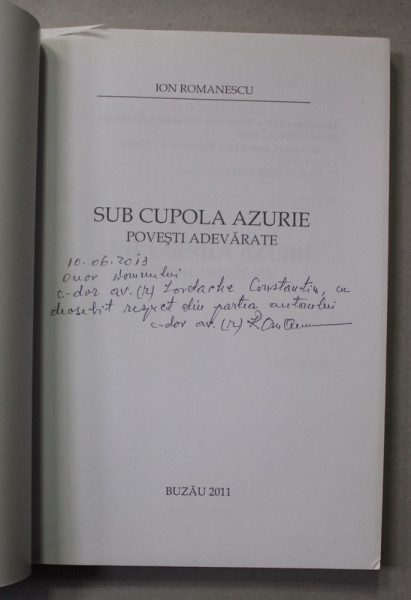 ION ROMANESCU
SUB CUPOLA AZURIE
POVEȘTI ADEVĂRATE
10.06.2013
Onor Domnului
c-dor av. (r) Iordache Constantin, cu
deosebit respect din partea autorului
c-dor av. (r)
BUZĂU 2011